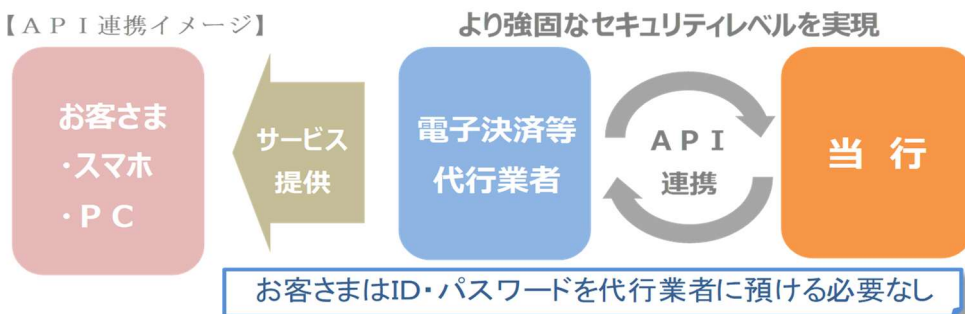 【ＡＰＩ連携イメージ】
より強固なセキュリティレベルを実現
お客さま
・スマホ
・ＰＣ
サービス
提供
電子決済等
代行業者
ＡＰＩ
連携
当 行
お客さまはID・パスワードを代行業者に預ける必要なし